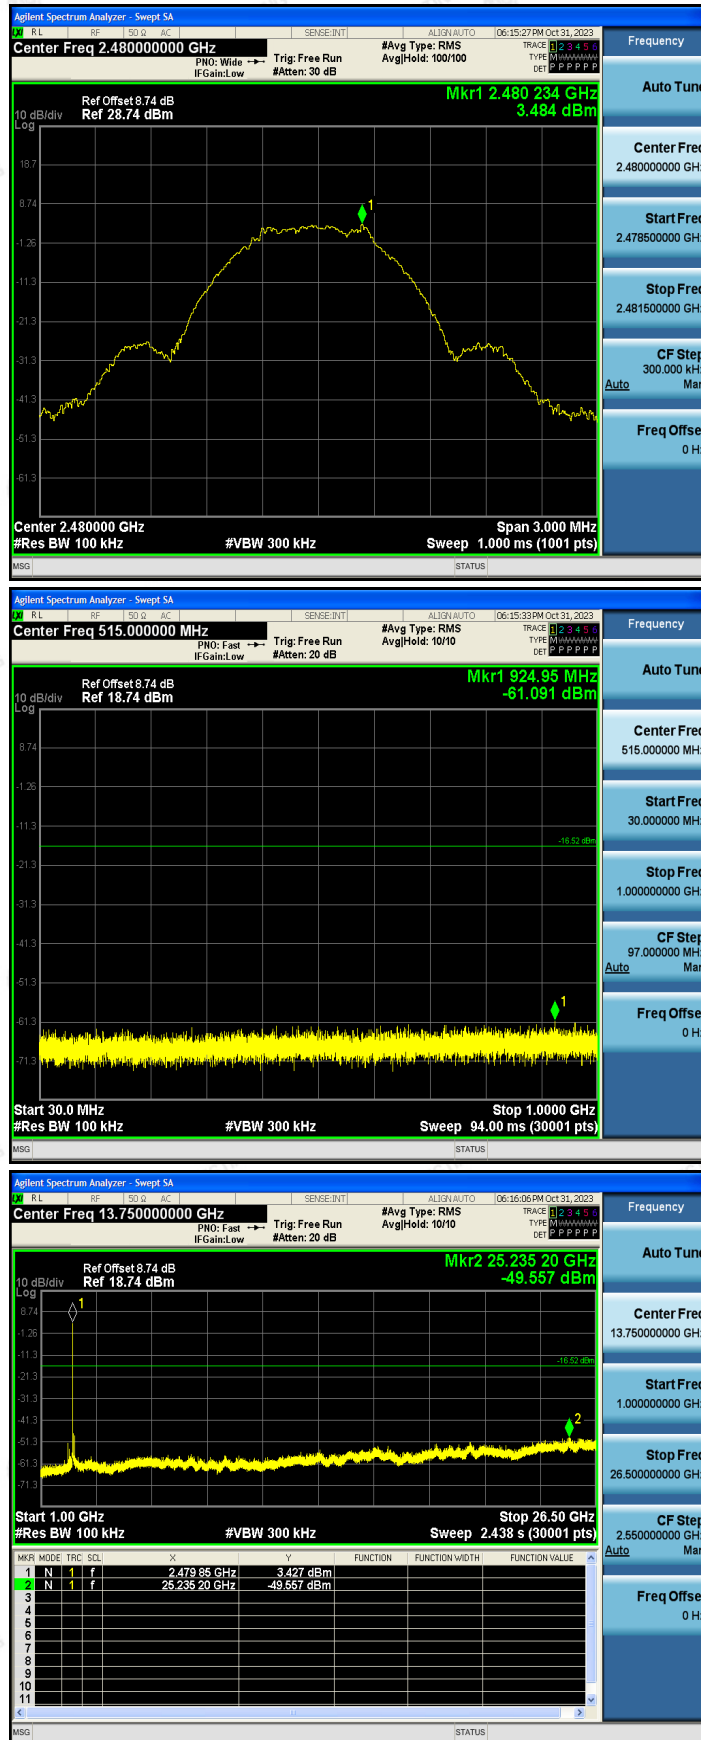 Agilent Spectrum Analyzer - Swept SA
LXI RL RF 50 Ω AC SENSE:INT ALIGN AUTO 06:15:27 PM Oct 31, 2023
Center Freq 2.480000000 GHz #Avg Type: RMS TRACE 1 2 3 4 5 6
PNO: Wide Trig: Free Run Avg|Hold: 100/100 TYPE M
IFGain:Low #Atten: 30 dB DET P P P P P P
Frequency
Mkr1 2.480 234 GHz
3.484 dBm
Ref Offset 8.74 dB
10 dB/div Ref 28.74 dBm
Log
18.7
8.74
-1.26
-11.3
-21.3
-31.3
-41.3
-51.3
-61.3
1
Center 2.480000 GHz Span 3.000 MHz
#Res BW 100 kHz #VBW 300 kHz Sweep 1.000 ms (1001 pts)
MSG STATUS
Auto Tune
Center Freq
2.480000000 GHz
Start Freq
2.478500000 GHz
Stop Freq
2.481500000 GHz
CF Step
300.000 kHz
Auto Man
Freq Offset
0 Hz
Agilent Spectrum Analyzer - Swept SA
LXI RL RF 50 Ω AC SENSE:INT ALIGN AUTO 06:15:33 PM Oct 31, 2023
Center Freq 515.000000 MHz #Avg Type: RMS TRACE 1 2 3 4 5 6
PNO: Fast Trig: Free Run Avg|Hold: 10/10 TYPE M
IFGain:Low #Atten: 20 dB DET P P P P P P
Frequency
Mkr1 924.95 MHz
-61.091 dBm
Ref Offset 8.74 dB
10 dB/div Ref 18.74 dBm
Log
8.74
-1.26
-11.3
-16.52 dBm
-21.3
-31.3
-41.3
-51.3
-61.3
-71.3
1
Start 30.0 MHz Stop 1.0000 GHz
#Res BW 100 kHz #VBW 300 kHz Sweep 94.00 ms (30001 pts)
MSG STATUS
Auto Tune
Center Freq
515.000000 MHz
Start Freq
30.000000 MHz
Stop Freq
1.000000000 GHz
CF Step
97.000000 MHz
Auto Man
Freq Offset
0 Hz
Agilent Spectrum Analyzer - Swept SA
LXI RL RF 50 Ω AC SENSE:INT ALIGN AUTO 06:16:06 PM Oct 31, 2023
Center Freq 13.750000000 GHz #Avg Type: RMS TRACE 1 2 3 4 5 6
PNO: Fast Trig: Free Run Avg|Hold: 10/10 TYPE M
IFGain:Low #Atten: 20 dB DET P P P P P P
Frequency
Mkr2 25.235 20 GHz
-49.557 dBm
Ref Offset 8.74 dB
10 dB/div Ref 18.74 dBm
Log
8.74
-1.26
-11.3
-16.52 dBm
-21.3
-31.3
-41.3
-51.3
-61.3
-71.3
1
2
Start 1.00 GHz Stop 26.50 GHz
#Res BW 100 kHz #VBW 300 kHz Sweep 2.438 s (30001 pts)
MKR MODE TRC SCL X Y FUNCTION FUNCTION WIDTH FUNCTION VALUE
1 N 1 f 2.479 85 GHz 3.427 dBm
2 N 1 f 25.235 20 GHz -49.557 dBm
3
4
5
6
7
8
9
10
11
MSG STATUS
Auto Tune
Center Freq
13.750000000 GHz
Start Freq
1.000000000 GHz
Stop Freq
26.500000000 GHz
CF Step
2.550000000 GHz
Auto Man
Freq Offset
0 Hz